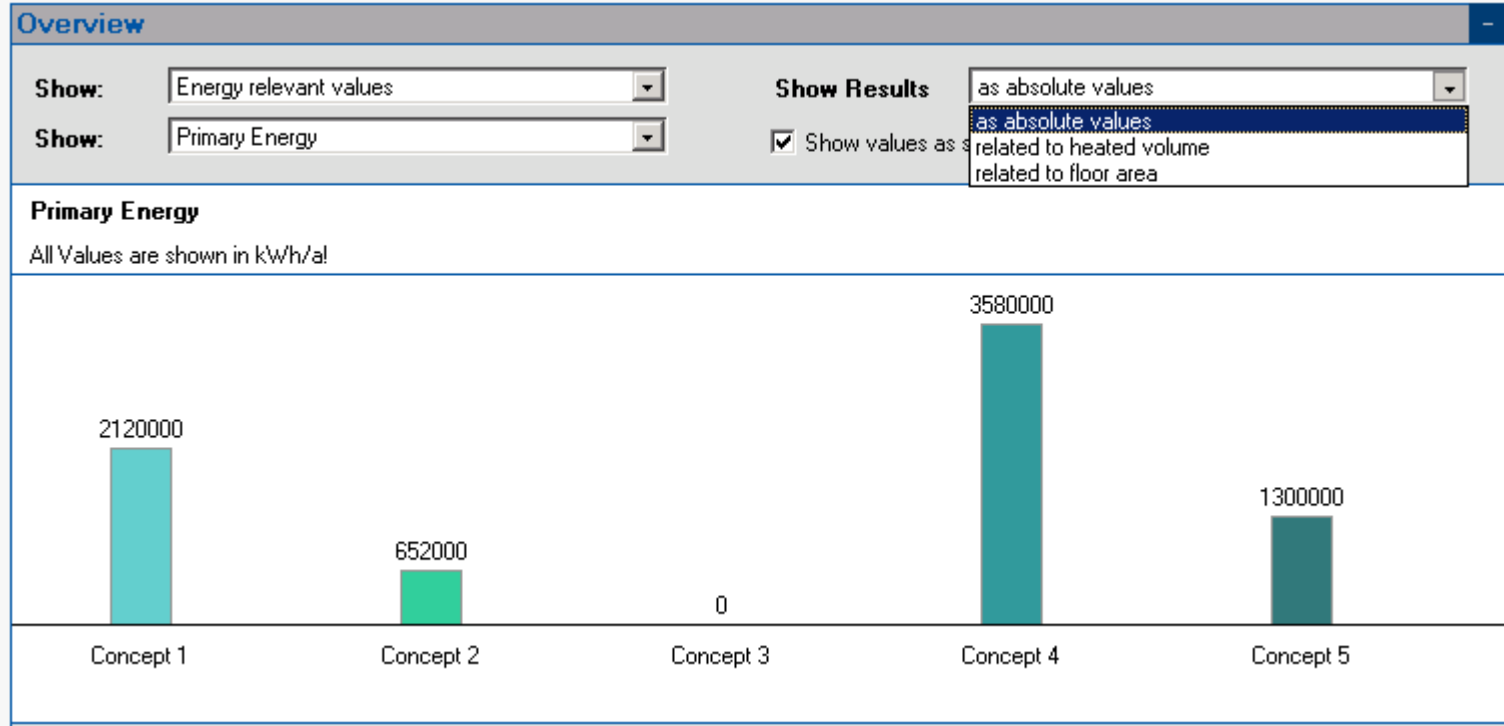 Overview
Show: Energy relevant values Show Results as absolute values
as absolute values
Show: Primary Energy Show values as related to heated volume
related to floor area
Primary Energy
All Values are shown in kWh/a!
3580000
2120000
1300000
652000
0
Concept 1 Concept 2 Concept 3 Concept 4 Concept 5